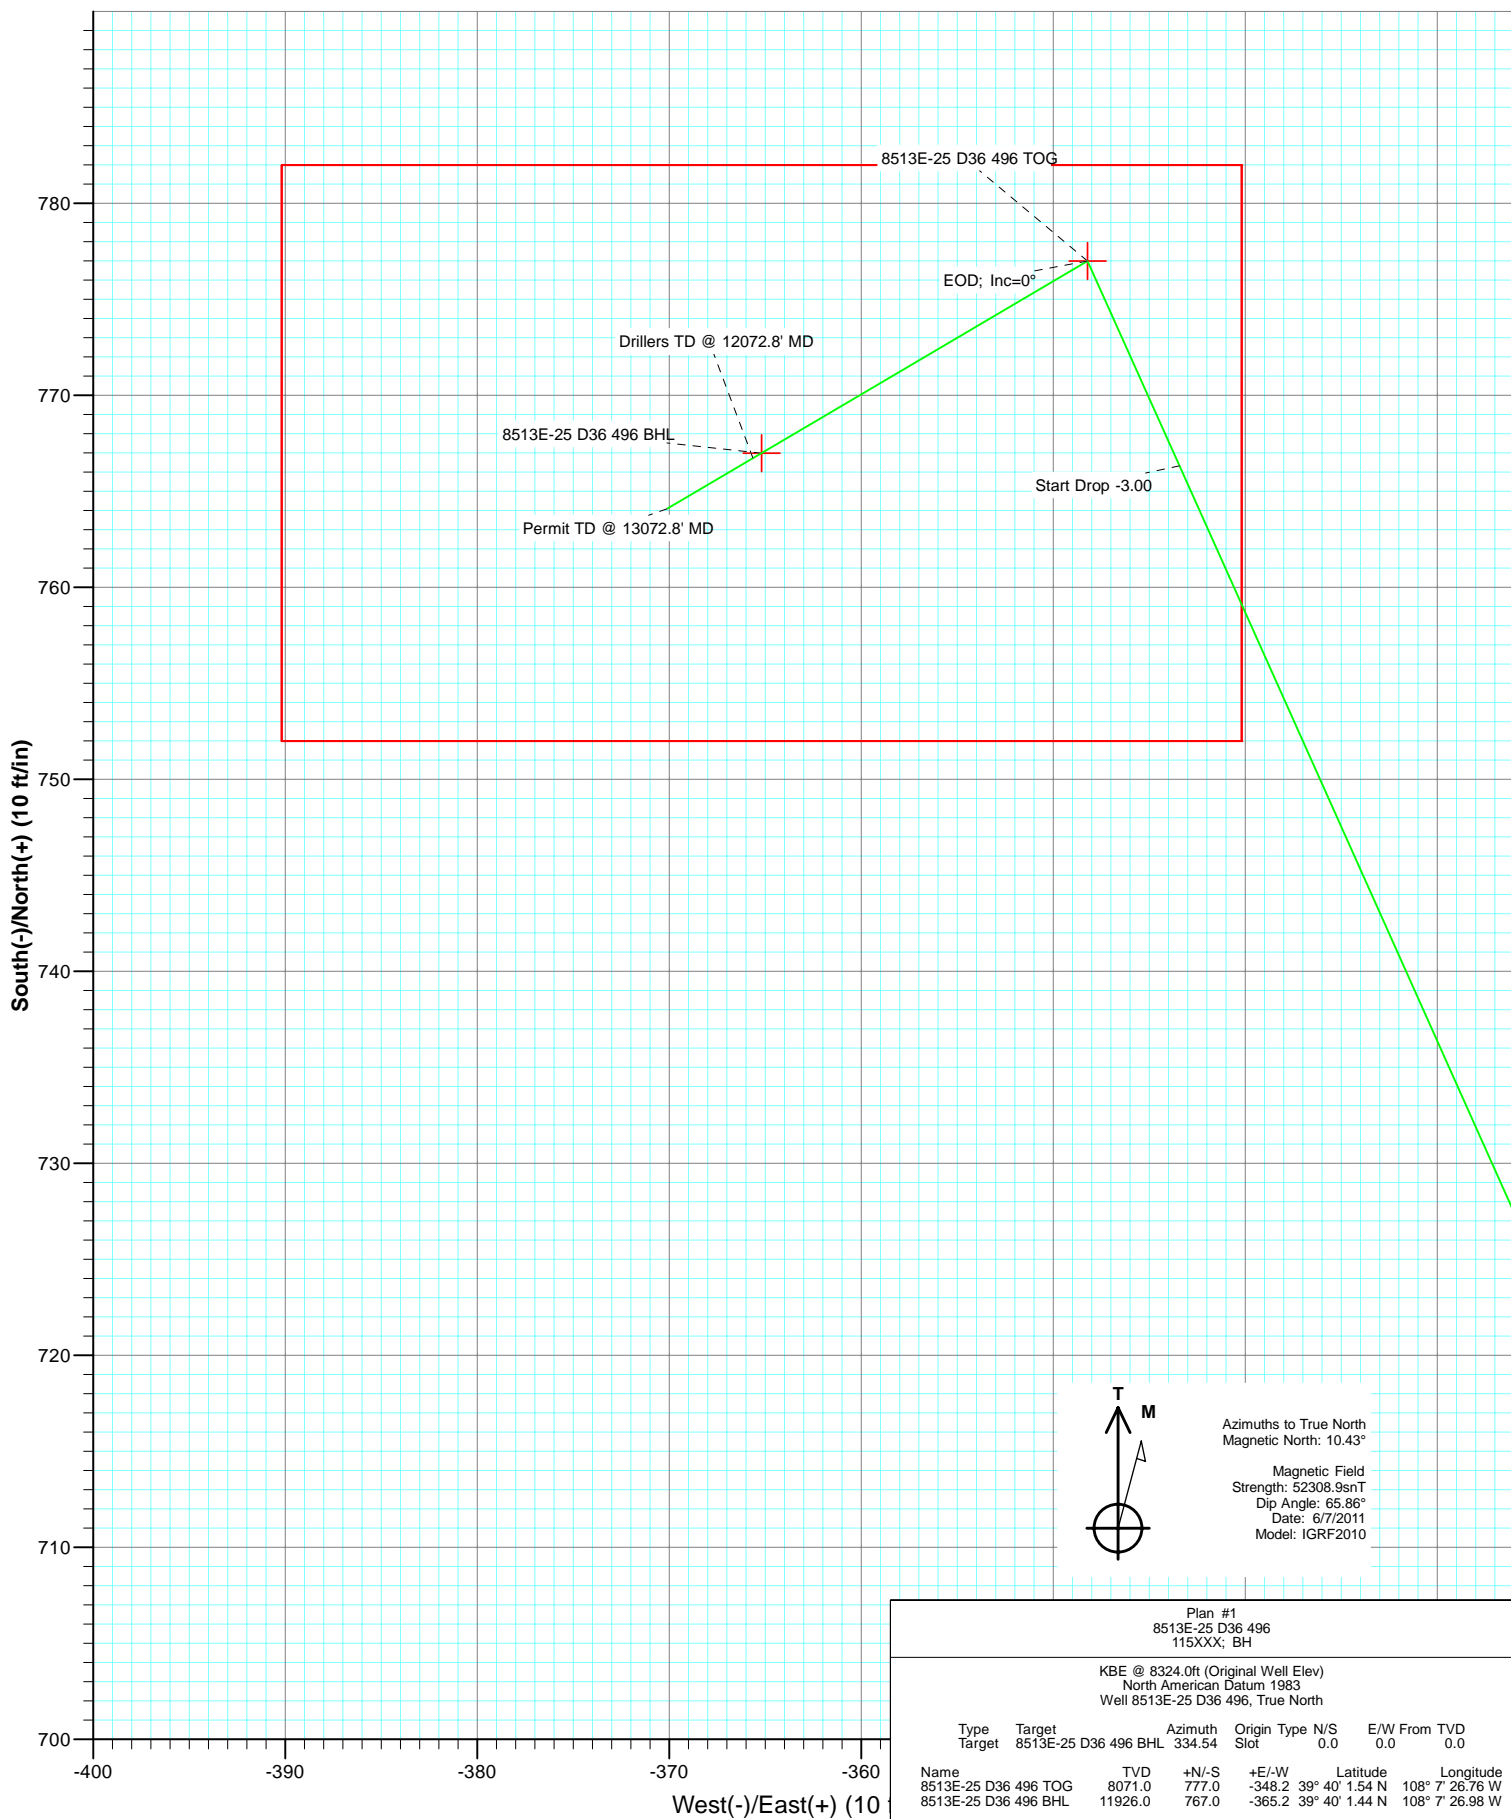 8513E-25 D36 496 TOG
780
EOD; Inc=0°
Drillers TD @ 12072.8' MD
770
8513E-25 D36 496 BHL
Start Drop -3.00
Permit TD @ 13072.8' MD
760
750
South(-)/North(+) (10 ft/in)
740
730
720
T
M
Azimuths to True North
Magnetic North: 10.43°
Magnetic Field
Strength: 52308.9snT
Dip Angle: 65.86°
Date: 6/7/2011
Model: IGRF2010
710
Plan #1
8513E-25 D36 496
115XXX; BH
KBE @ 8324.0ft (Original Well Elev)
North American Datum 1983
Well 8513E-25 D36 496, True North
700
Type Target Azimuth Origin Type N/S E/W From TVD
Target 8513E-25 D36 496 BHL 334.54 Slot 0.0 0.0 0.0
-400 -390 -380 -370 -360
Name TVD +N/-S +E/-W Latitude Longitude
8513E-25 D36 496 TOG 8071.0 777.0 -348.2 39° 40' 1.54 N 108° 7' 26.76 W
8513E-25 D36 496 BHL 11926.0 767.0 -365.2 39° 40' 1.44 N 108° 7' 26.98 W
West(-)/East(+) (10